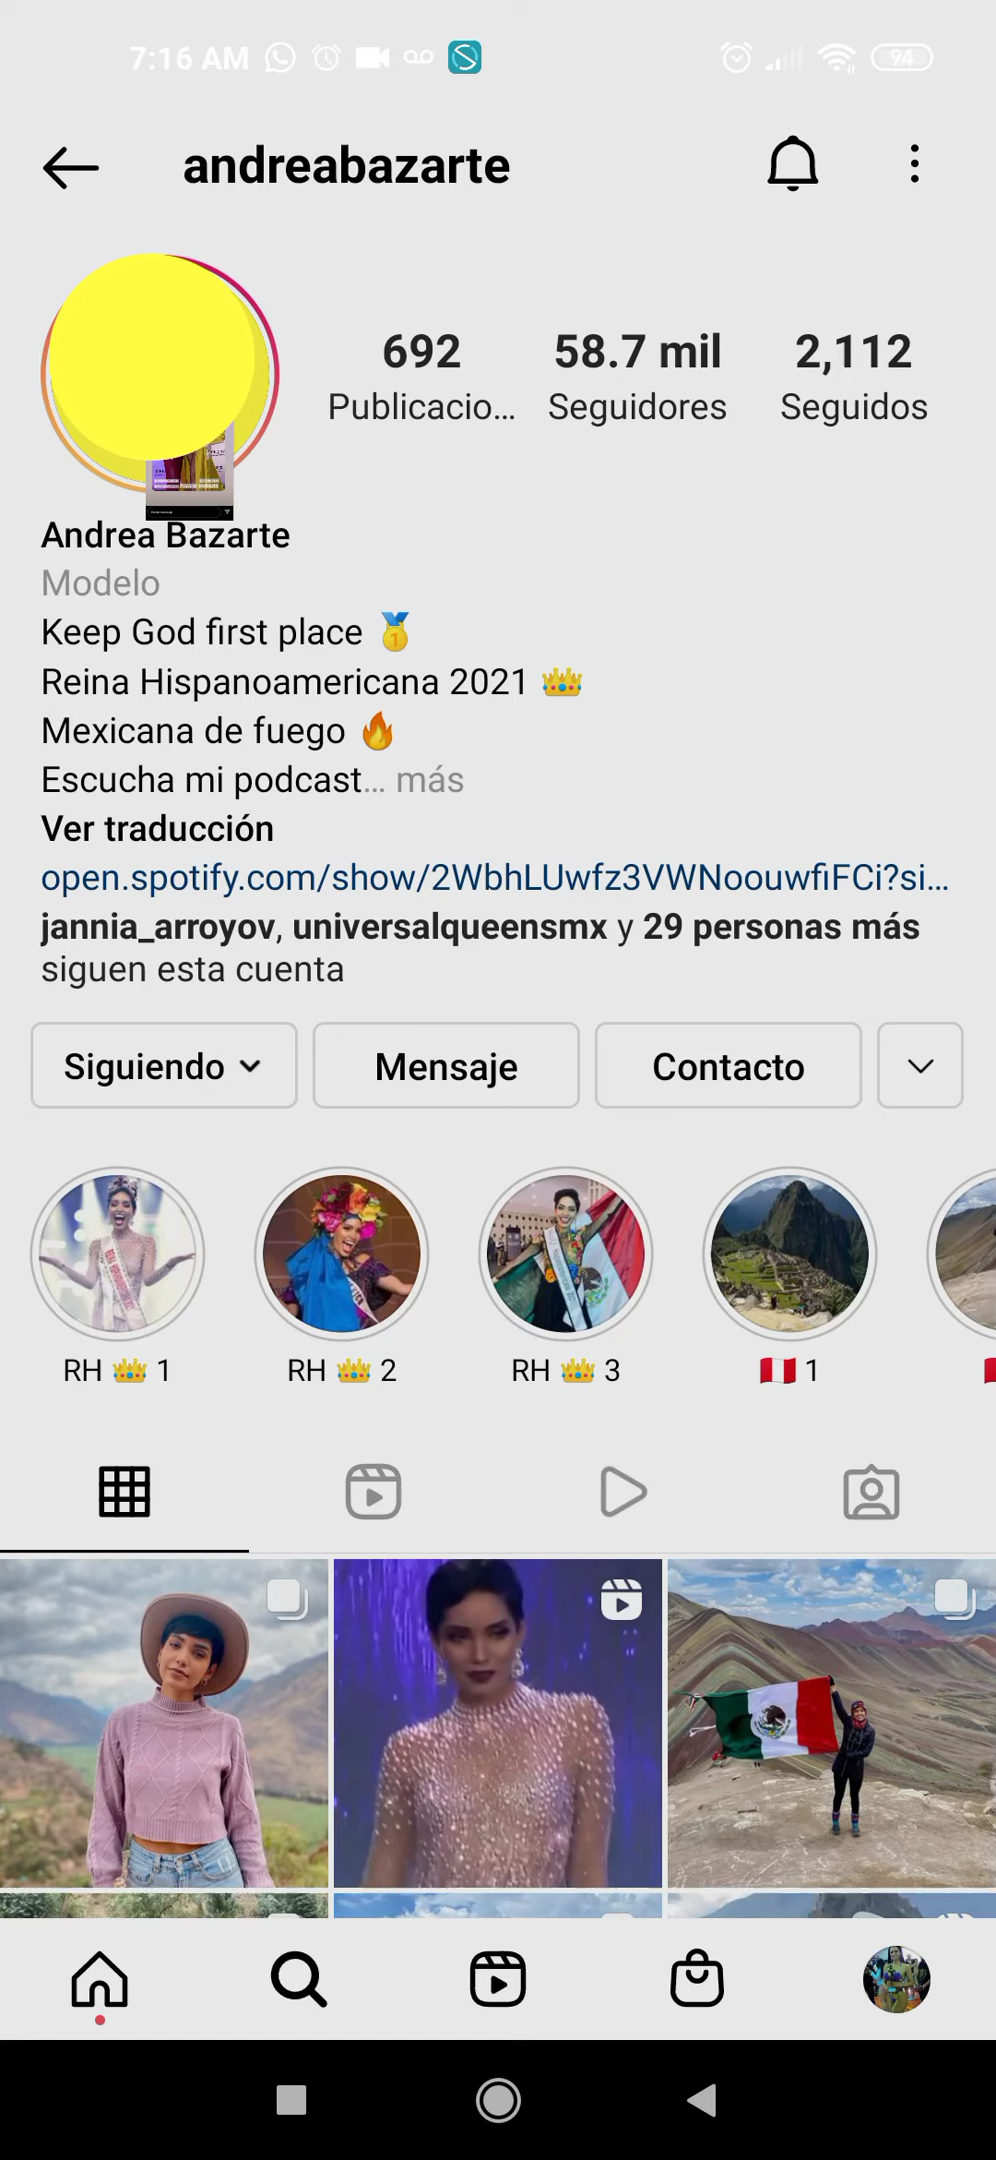 7:16 AM
94
andreabazarte
692 58.7 mil 2,112
Publicacio... Seguidores Seguidos
Andrea Bazarte
Modelo
Keep God first place 🥇
Reina Hispanoamericana 2021 👑
Mexicana de fuego 🔥
Escucha mi podcast... más
Ver traducción
open.spotify.com/show/2WbhLUwfz3VWNoouwfiFCi?si...
jannia_arroyov, universalqueensmx y 29 personas más
siguen esta cuenta
Siguiendo Mensaje Contacto
RH 👑 1 RH 👑 2 RH 👑 3 🇵🇪 1